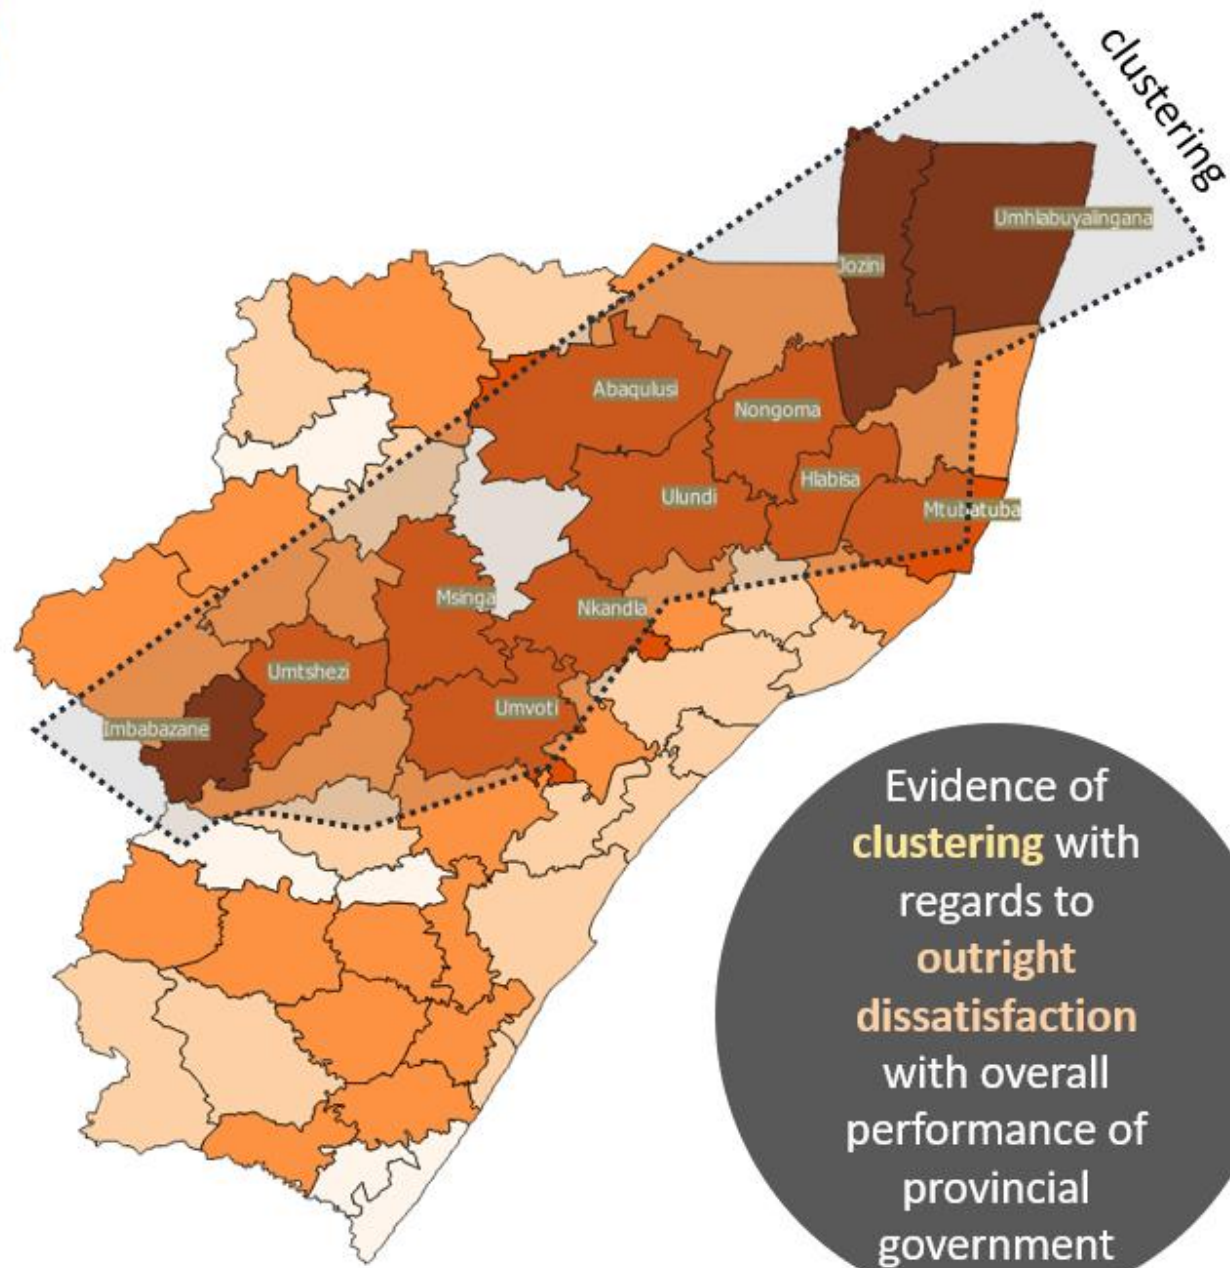 clustering
Umhlabuyalingana
Jozini
Abaqulusi
Nongoma
Hlabisa
Ulundi
Mtubatuba
Msinga
Nkandla
Umtshezi
Umvoti
Imbabazane
Evidence of
clustering with
regards to
outright
dissatisfaction
with overall
performance of
provincial
government